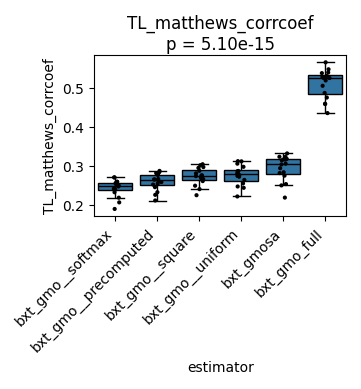 TL_matthews_corrcoef
p = 5.10e-15
TL_matthews_corrcoef
0.5
0.4
0.3
0.2
bxt_gmo__softmax
bxt_gmo__precomputed
bxt_gmo__square
bxt_gmo__uniform
bxt_gmosa
bxt_gmo_full
estimator